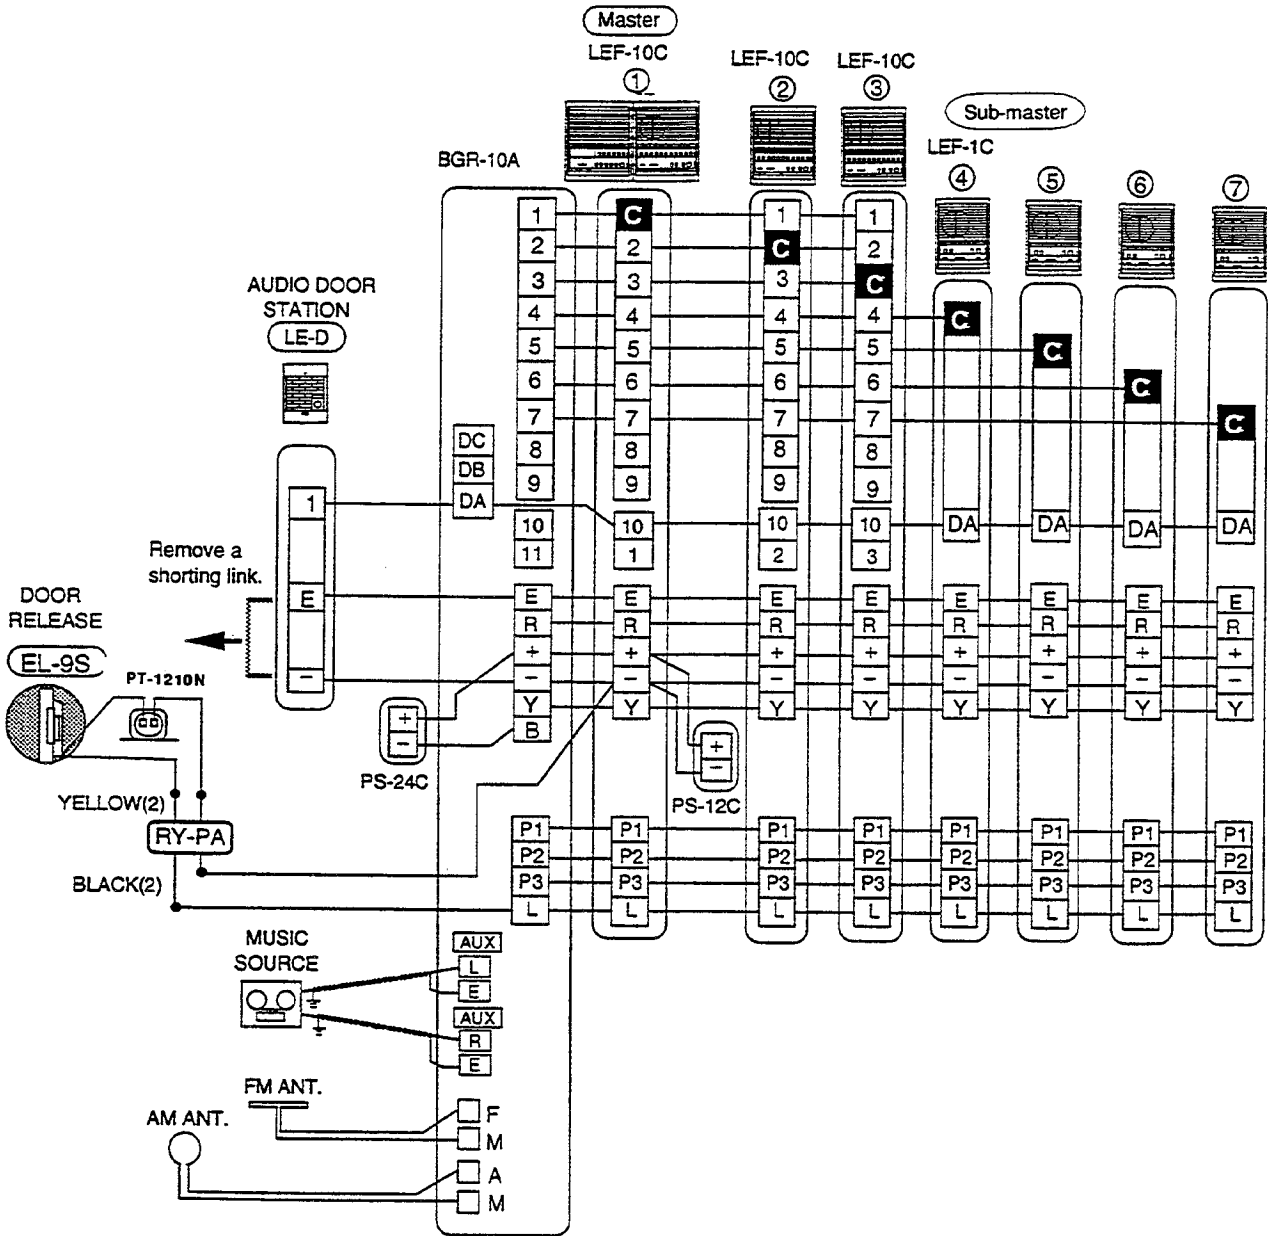 Master
LEF-10C
1
LEF-10C
2
LEF-10C
3
Sub-master
LEF-1C
4
5
6
7
BGR-10A
AUDIO DOOR
STATION
LE-D
1 C 1 1
2 2 C 2
3 3 3 C
4 4 4 4 C
5 5 5 5 C
6 6 6 6 C
7 7 7 7 C
DC 8 8 8 8
DB 9 9 9 9
1 DA
10 10 10 10 DA DA DA DA
11 1 2 3
Remove a
shorting link.
E E E E E E E E E
R R R R R R R R
+ + + + + + + +
- - - - - - - - -
Y Y Y Y Y Y Y Y
B
DOOR
RELEASE
EL-9S
PT-1210N
+
-
PS-24C
+
-
PS-12C
YELLOW(2)
RY-PA
BLACK(2)
P1 P1 P1 P1 P1 P1 P1 P1
P2 P2 P2 P2 P2 P2 P2 P2
P3 P3 P3 P3 P3 P3 P3 P3
L L L L L L L L
MUSIC
SOURCE
AUX
L
E
AUX
R
E
FM ANT.
F
M
AM ANT.
A
M